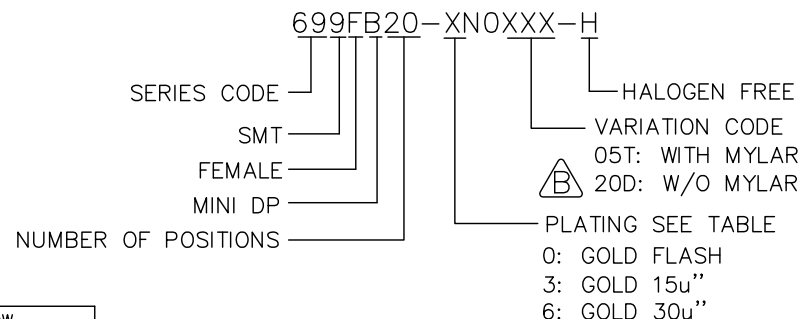 699FB20-XN0XXX-H
SERIES CODE
HALOGEN FREE
SMT
VARIATION CODE
05T: WITH MYLAR
FEMALE
B 20D: W/O MYLAR
MINI DP
PLATING SEE TABLE
NUMBER OF POSITIONS
0: GOLD FLASH
3: GOLD 15u"
6: GOLD 30u"